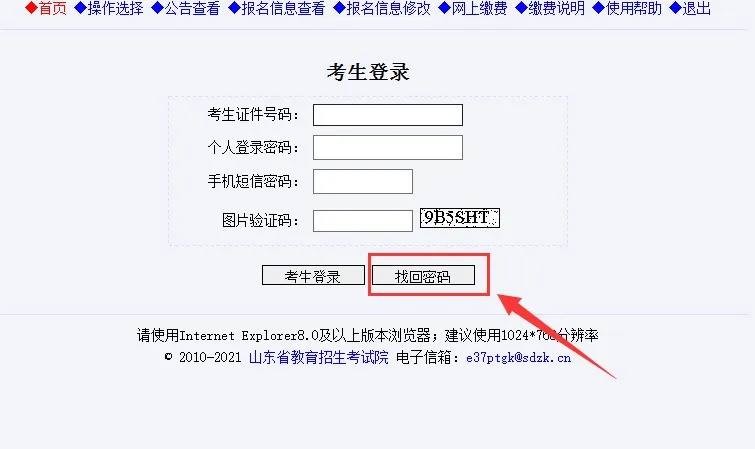 ◆首页 ◆操作选择 ◆公告查看 ◆报名信息查看 ◆报名信息修改 ◆网上缴费 ◆缴费说明 ◆使用帮助 ◆退出
考生登录
考生证件号码：
个人登录密码：
手机短信密码：
图片验证码： 9B5SHT
考生登录 找回密码
请使用Internet Explorer8.0及以上版本浏览器；建议使用1024*768分辨率
© 2010-2021 山东省教育招生考试院 电子信箱：e37ptgk@sdzk.cn